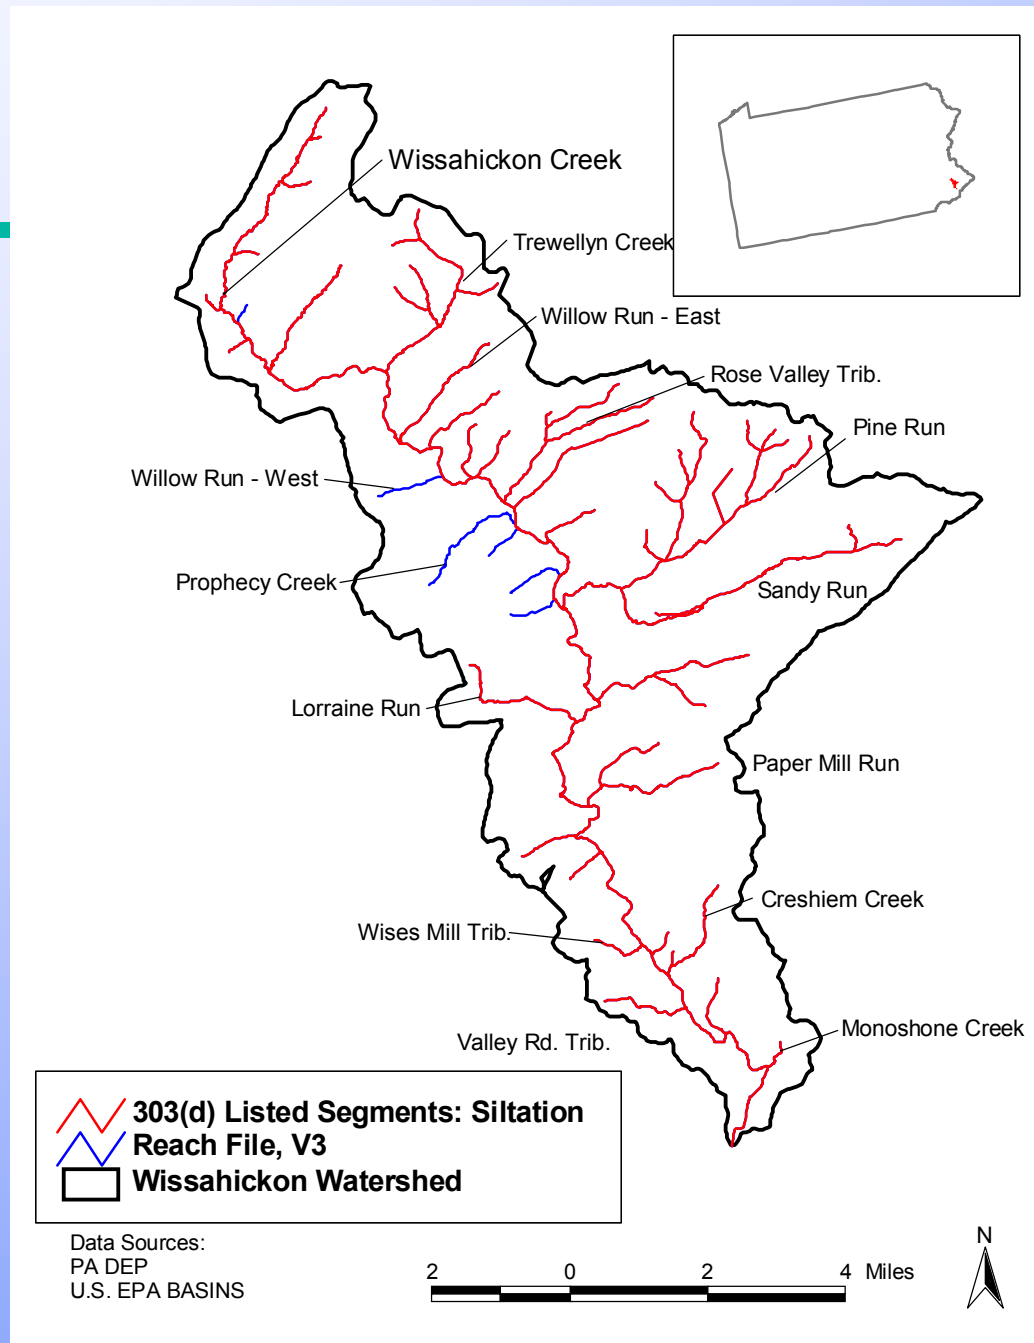 Wissahickon Creek
Trewellyn Creek
Willow Run - East
Rose Valley Trib.
Pine Run
Willow Run - West
Prophecy Creek
Sandy Run
Lorraine Run
Paper Mill Run
Creshiem Creek
Wises Mill Trib.
Monoshone Creek
Valley Rd. Trib.
303(d) Listed Segments: Siltation
Reach File, V3
Wissahickon Watershed
Data Sources:
PA DEP
U.S. EPA BASINS
2 0 2 4 Miles
N